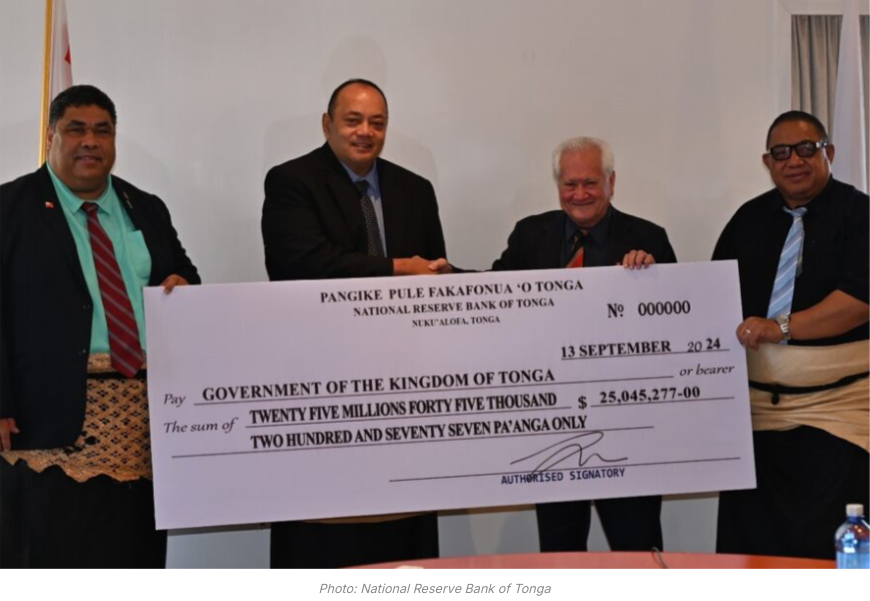 PANGIKE PULE FAKAFONUA ‘O TONGA
NATIONAL RESERVE BANK OF TONGA
NUKU'ALOFA, TONGA
№ 000000
13 SEPTEMBER 20 24
Pay GOVERNMENT OF THE KINGDOM OF TONGA or bearer
The sum of TWENTY FIVE MILLIONS FORTY FIVE THOUSAND $ 25,045,277-00
TWO HUNDRED AND SEVENTY SEVEN PA'ANGA ONLY
AUTHORISED SIGNATORY
Photo: National Reserve Bank of Tonga